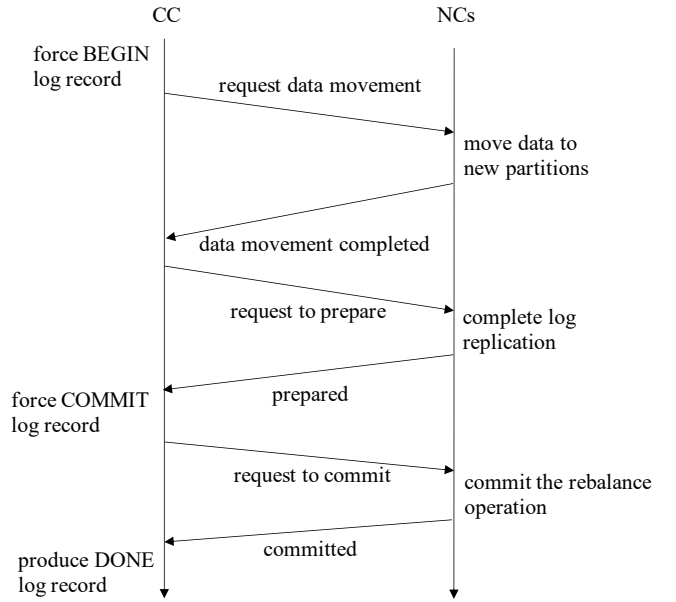 CC
NCs
force BEGIN
log record
request data movement
move data to
new partitions
data movement completed
request to prepare
complete log
replication
prepared
force COMMIT
log record
request to commit
commit the rebalance
operation
committed
produce DONE
log record